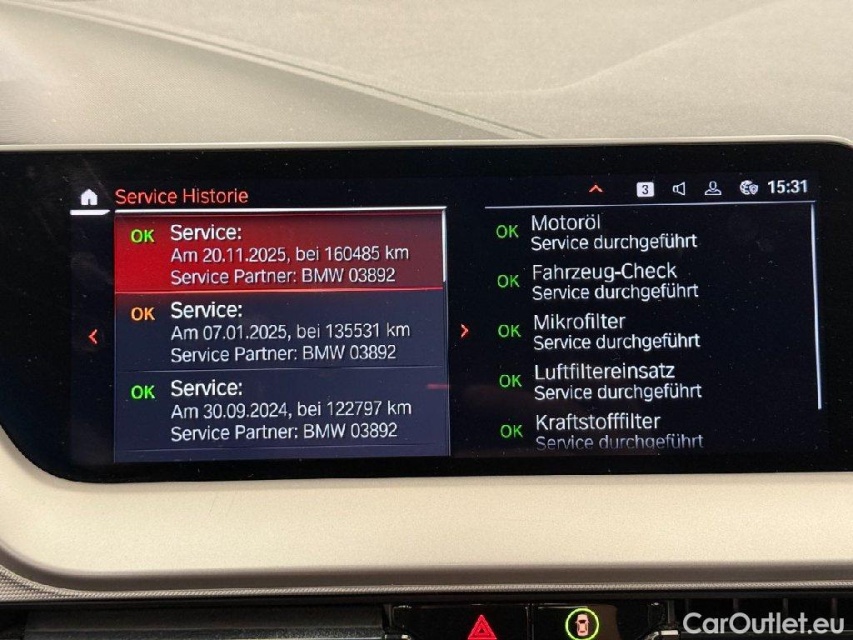 Service Historie
3
15:31
OK Service:
Am 20.11.2025, bei 160485 km
Service Partner: BMW 03892
OK Service:
Am 07.01.2025, bei 135531 km
Service Partner: BMW 03892
OK Service:
Am 30.09.2024, bei 122797 km
Service Partner: BMW 03892
OK Motoröl
Service durchgeführt
OK Fahrzeug-Check
Service durchgeführt
OK Mikrofilter
Service durchgeführt
OK Luftfiltereinsatz
Service durchgeführt
OK Kraftstofffilter
Service durchgeführt
CarOutlet.eu